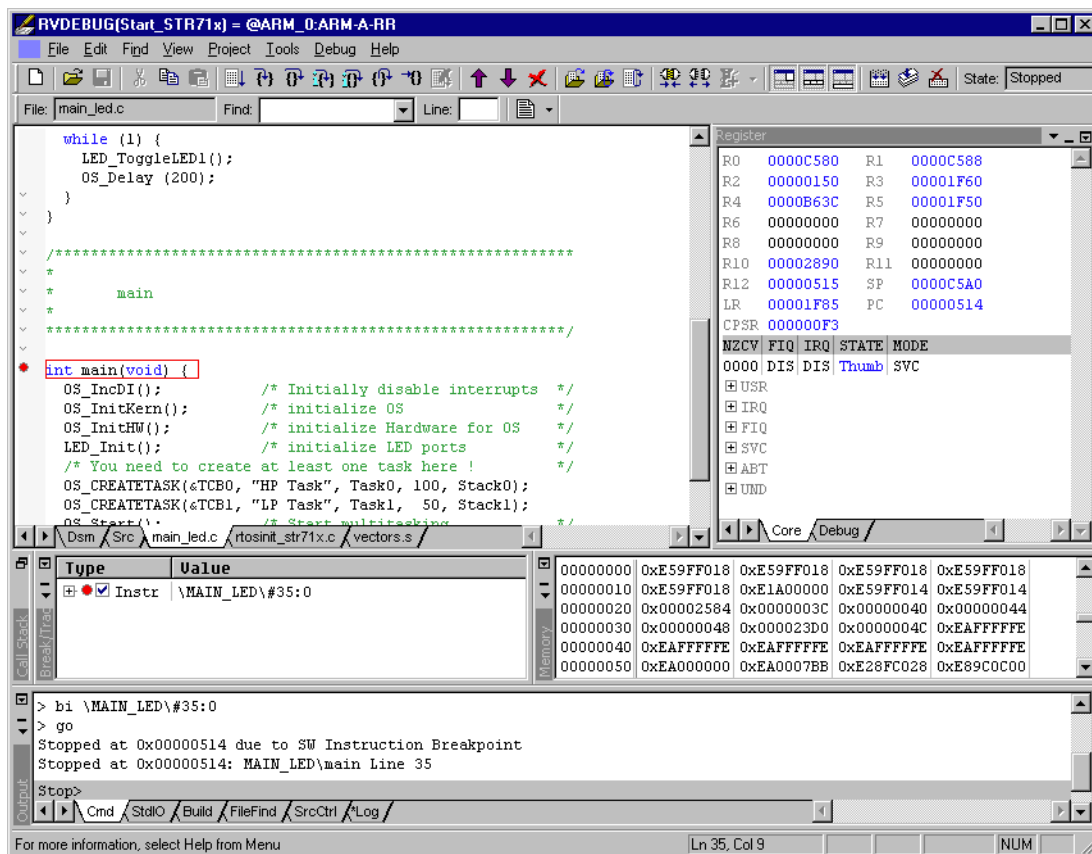 RVDEBUG(Start_STR71x) = @ARM_0:ARM-A-RR
File Edit Find View Project Tools Debug Help
State: Stopped
File: main_led.c Find: Line:
while (1) {
LED_ToggleLED1();
OS_Delay (200);
}
}
/**********************************************************
*
* main
*
**********************************************************/
int main(void) {
OS_IncDI(); /* Initially disable interrupts */
OS_InitKern(); /* initialize OS */
OS_InitHW(); /* initialize Hardware for OS */
LED_Init(); /* initialize LED ports */
/* You need to create at least one task here ! */
OS_CREATETASK(&TCB0, "HP Task", Task0, 100, Stack0);
OS_CREATETASK(&TCB1, "LP Task", Task1, 50, Stack1);
OS_Start(); /* Start multitasking */
Dsm Src main_led.c rtosinit_str71x.c vectors.s
Register
R0 0000C580 R1 0000C588
R2 00000150 R3 00001F60
R4 0000B63C R5 00001F50
R6 00000000 R7 00000000
R8 00000000 R9 00000000
R10 00002890 R11 00000000
R12 00000515 SP 0000C5A0
LR 00001F85 PC 00000514
CPSR 000000F3
NZCV FIQ IRQ STATE MODE
0000 DIS DIS Thumb SVC
USR
IRQ
FIQ
SVC
ABT
UND
Core Debug
Call Stack
Break/Trac
Type Value
Instr \MAIN_LED\#35:0
Memory
00000000 0xE59FF018 0xE59FF018 0xE59FF018 0xE59FF018
00000010 0xE59FF018 0xE1A00000 0xE59FF014 0xE59FF014
00000020 0x00002584 0x0000003C 0x00000040 0x00000044
00000030 0x00000048 0x000023D0 0x0000004C 0xEAFFFFFE
00000040 0xEAFFFFFE 0xEAFFFFFE 0xEAFFFFFE 0xEAFFFFFE
00000050 0xEA000000 0xEA0007BB 0xE28FC028 0xE89C0C00
Output
> bi \MAIN_LED\#35:0
> go
Stopped at 0x00000514 due to SW Instruction Breakpoint
Stopped at 0x00000514: MAIN_LED\main Line 35
Stop>
Cmd StdIO Build FileFind SrcCtrl *Log
For more information, select Help from Menu
Ln 35, Col 9
NUM